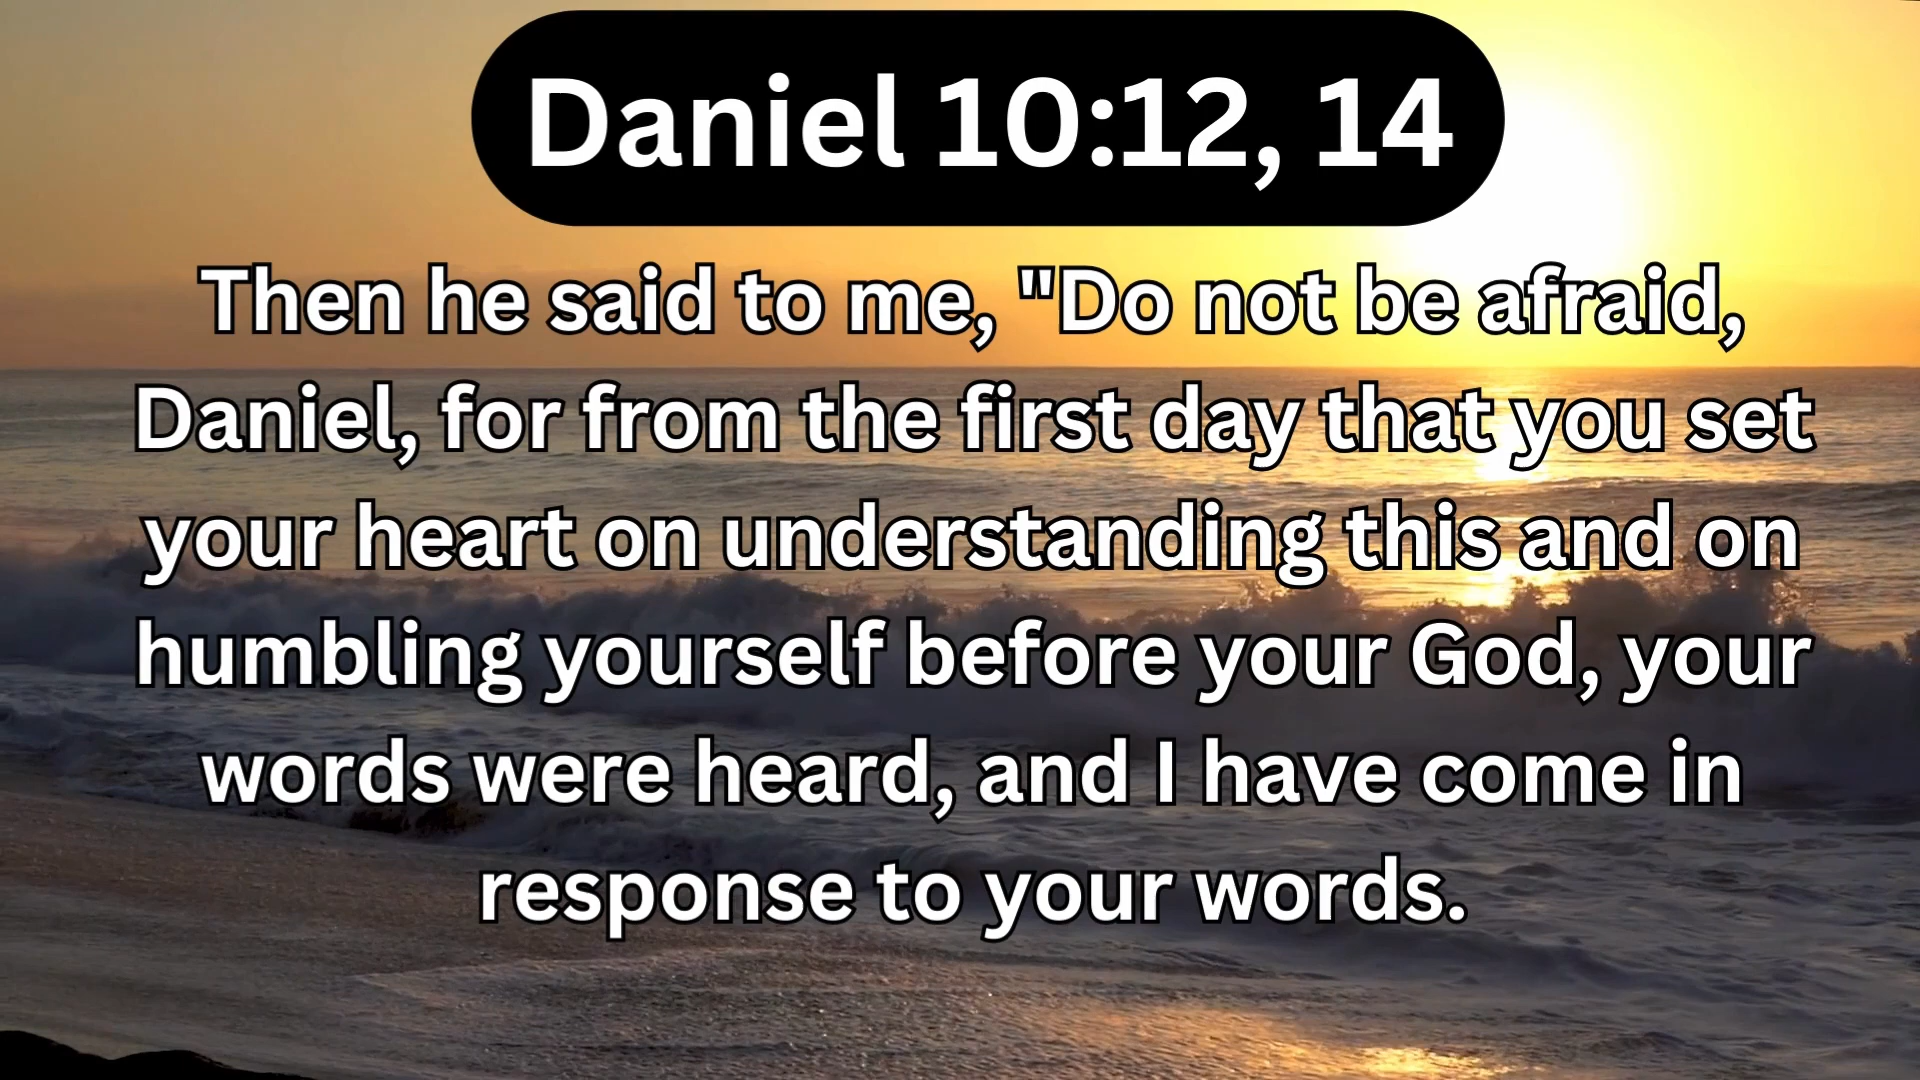 Daniel 10:12, 14
Then he said to me, "Do not be afraid,
Daniel, for from the first day that you set
your heart on understanding this and on
humbling yourself before your God, your
words were heard, and I have come in
response to your words.